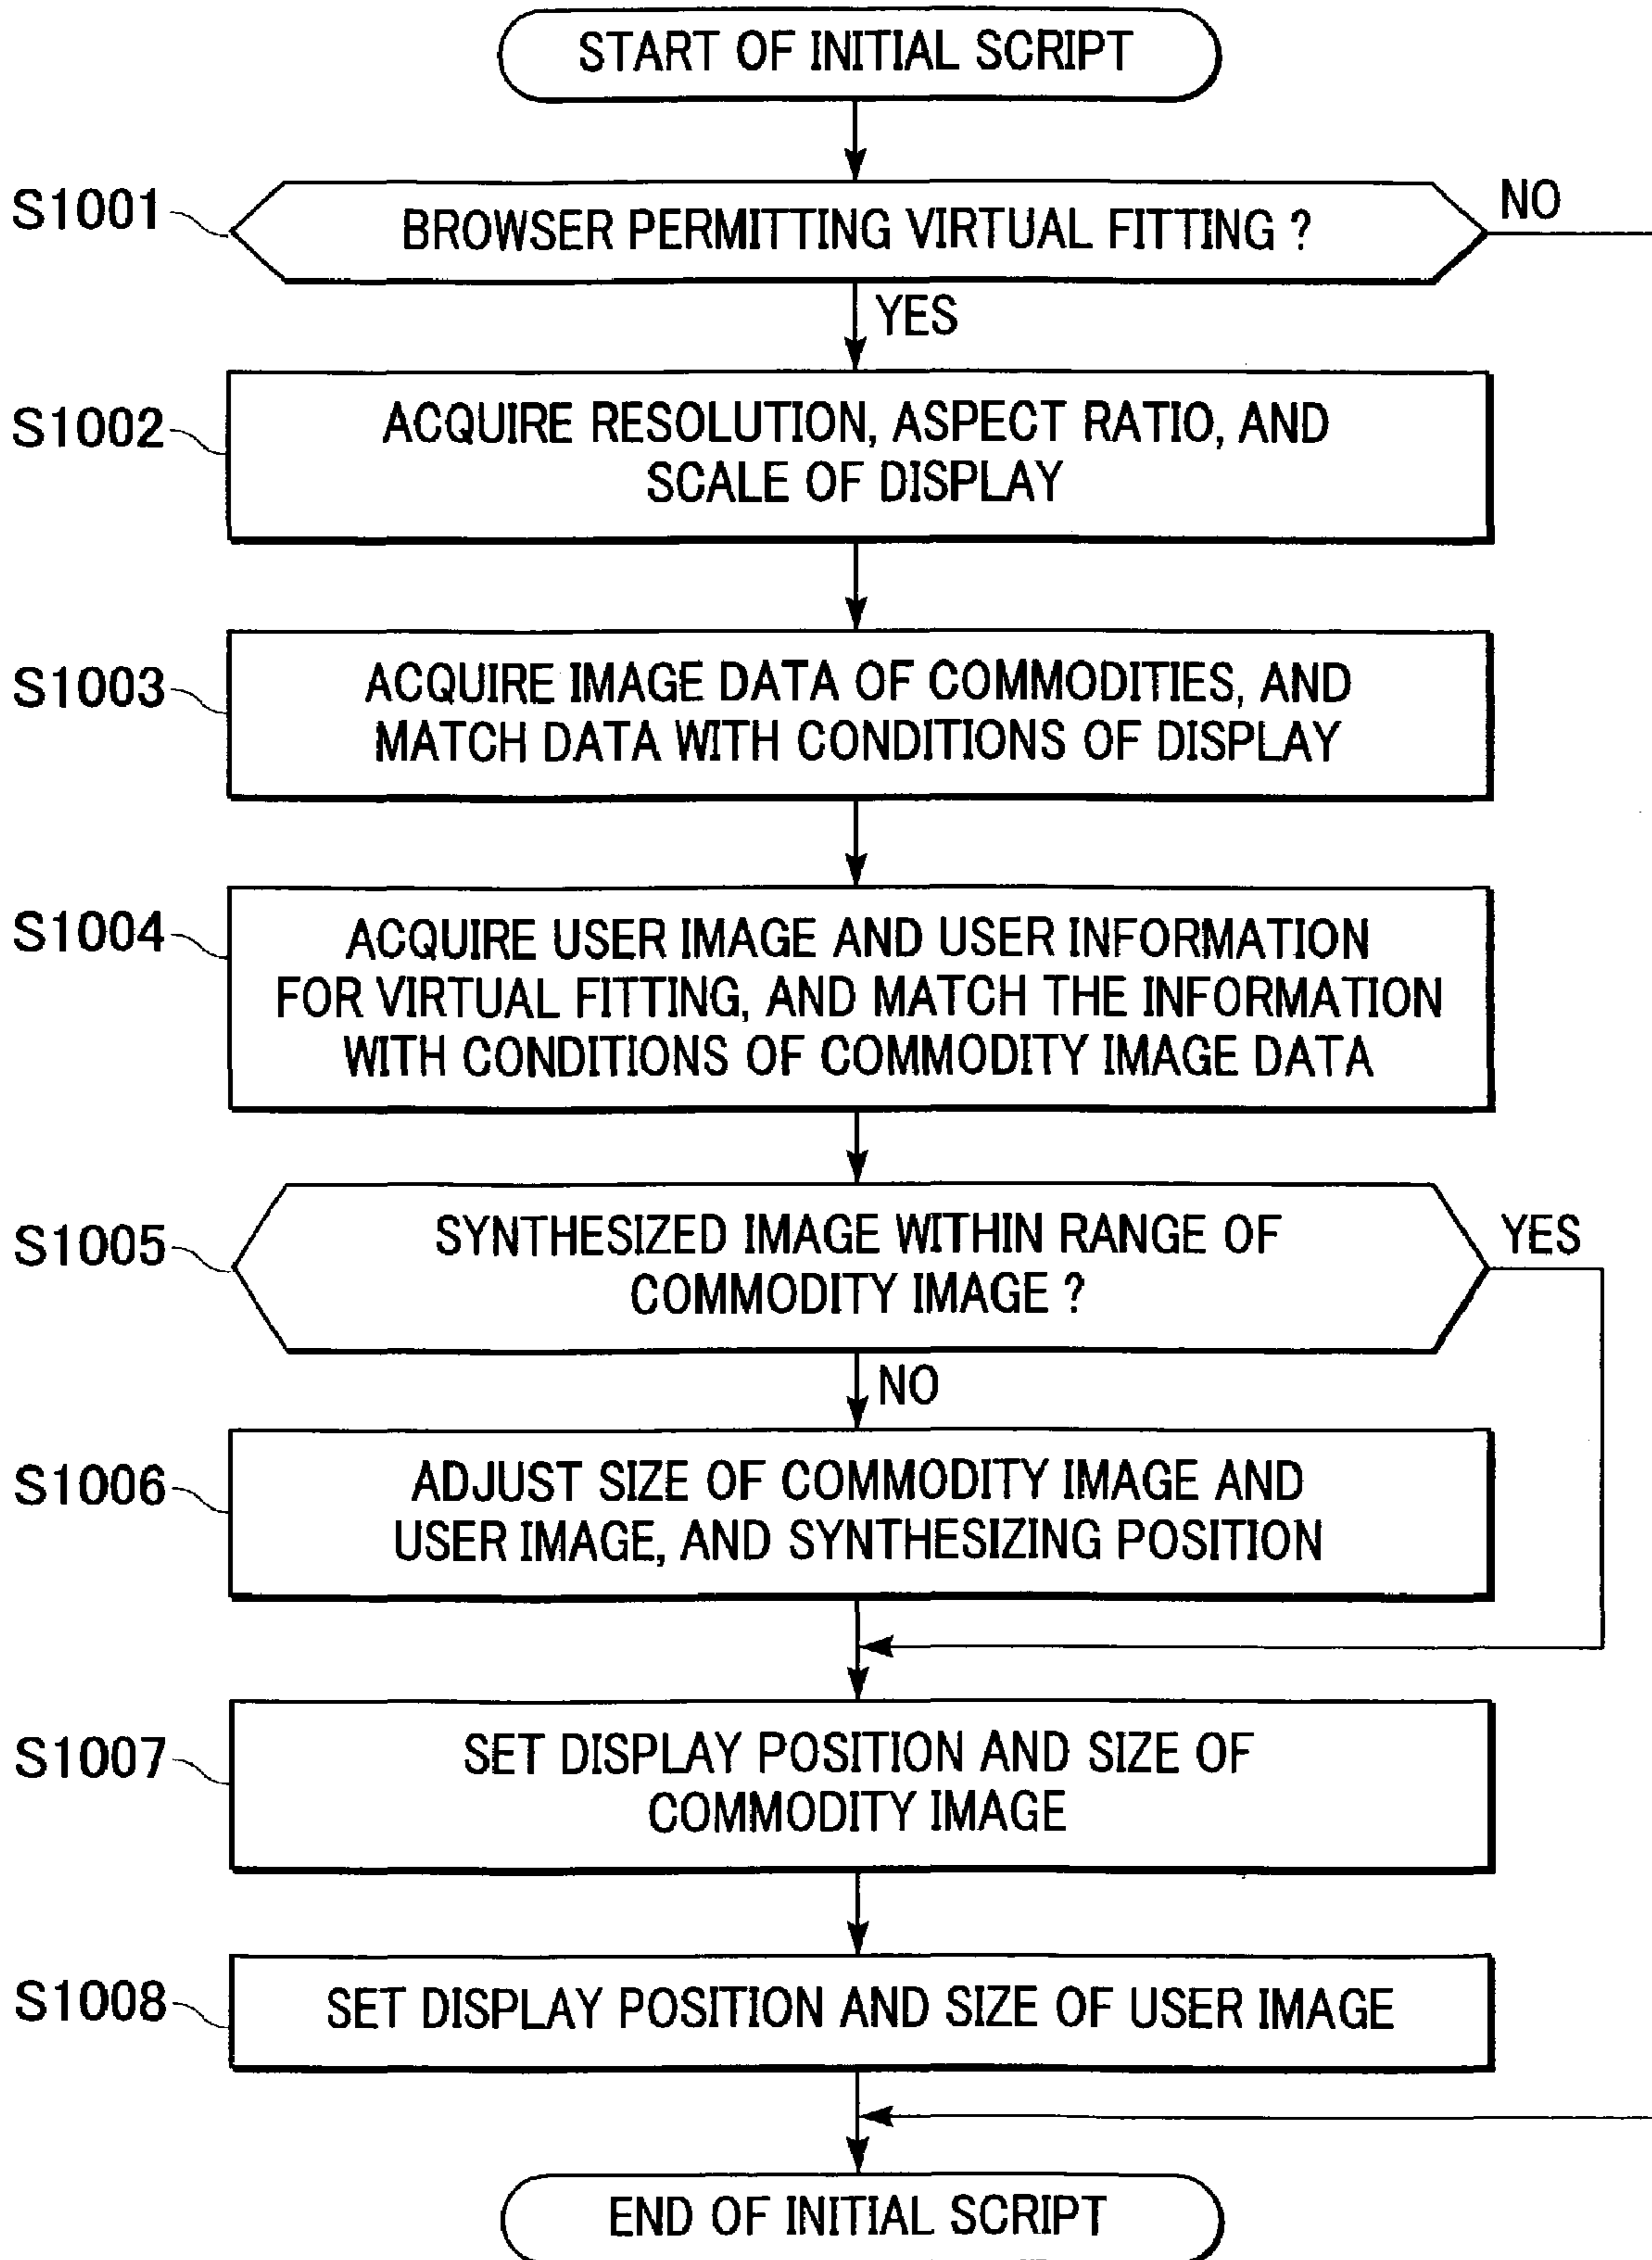 START OF INITIAL SCRIPT
S1001
BROWSER PERMITTING VIRTUAL FITTING ?
NO
YES
S1002
ACQUIRE RESOLUTION, ASPECT RATIO, AND
SCALE OF DISPLAY
S1003
ACQUIRE IMAGE DATA OF COMMODITIES, AND
MATCH DATA WITH CONDITIONS OF DISPLAY
S1004
ACQUIRE USER IMAGE AND USER INFORMATION
FOR VIRTUAL FITTING, AND MATCH THE INFORMATION
WITH CONDITIONS OF COMMODITY IMAGE DATA
S1005
SYNTHESIZED IMAGE WITHIN RANGE OF
COMMODITY IMAGE ?
YES
NO
S1006
ADJUST SIZE OF COMMODITY IMAGE AND
USER IMAGE, AND SYNTHESIZING POSITION
S1007
SET DISPLAY POSITION AND SIZE OF
COMMODITY IMAGE
S1008
SET DISPLAY POSITION AND SIZE OF USER IMAGE
END OF INITIAL SCRIPT